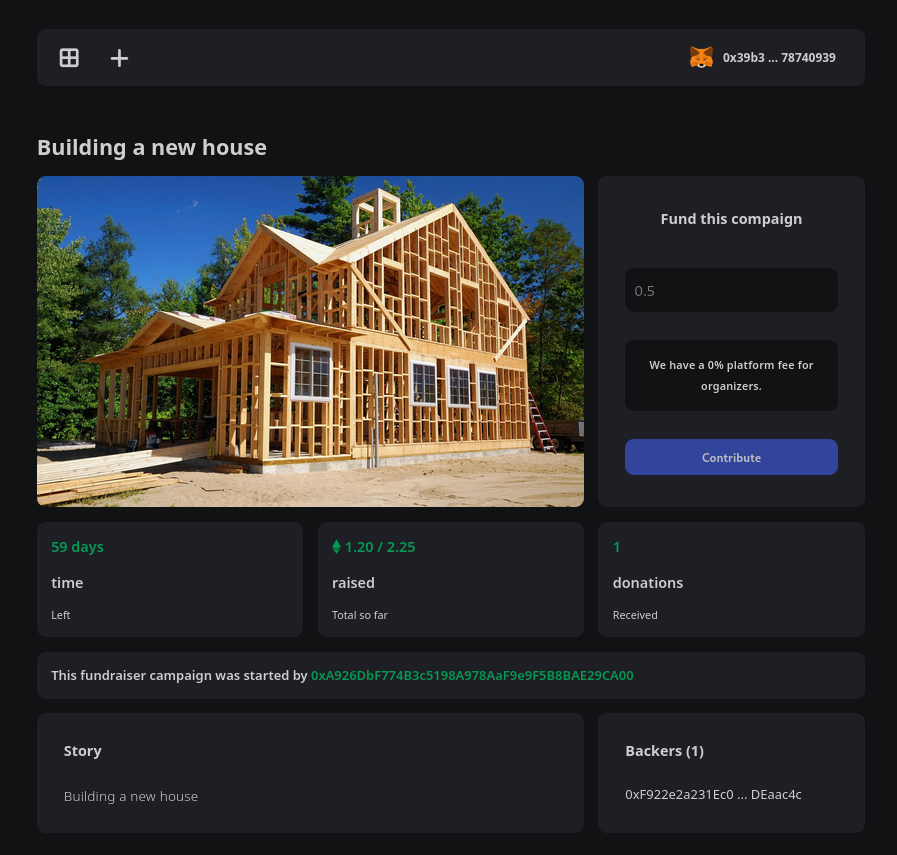 0x39b3 ... 78740939
Building a new house
Fund this compaign
0.5
We have a 0% platform fee for
organizers.
Contribute
59 days
time
Left
1.20 / 2.25
raised
Total so far
1
donations
Received
This fundraiser campaign was started by 0xA926DbF774B3c5198A978AaF9e9F5B8BAE29CA00
Story
Building a new house
Backers (1)
0xF922e2a231Ec0 ... DEaac4c